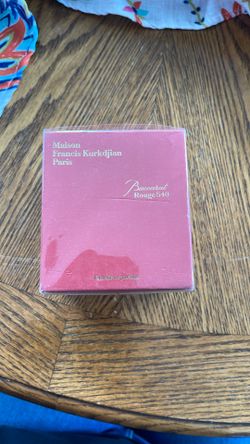 Maison
Francis Kurkdjian
Paris
Baccarat
Rouge 540